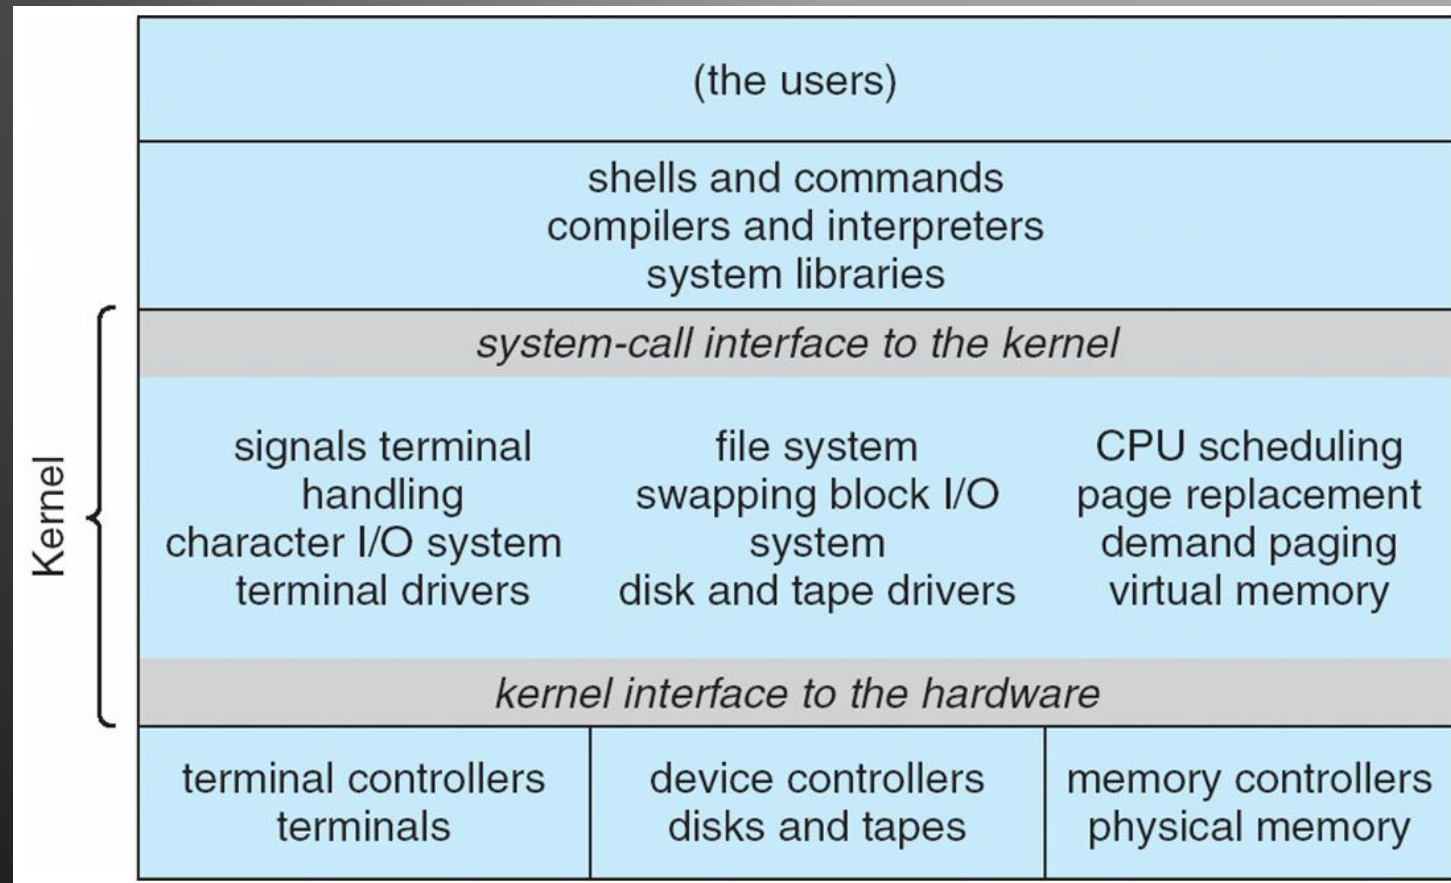 (the users)
shells and commands
compilers and interpreters
system libraries
system-call interface to the kernel
Kernel
signals terminal
handling
character I/O system
terminal drivers
file system
swapping block I/O
system
disk and tape drivers
CPU scheduling
page replacement
demand paging
virtual memory
kernel interface to the hardware
terminal controllers
terminals
device controllers
disks and tapes
memory controllers
physical memory